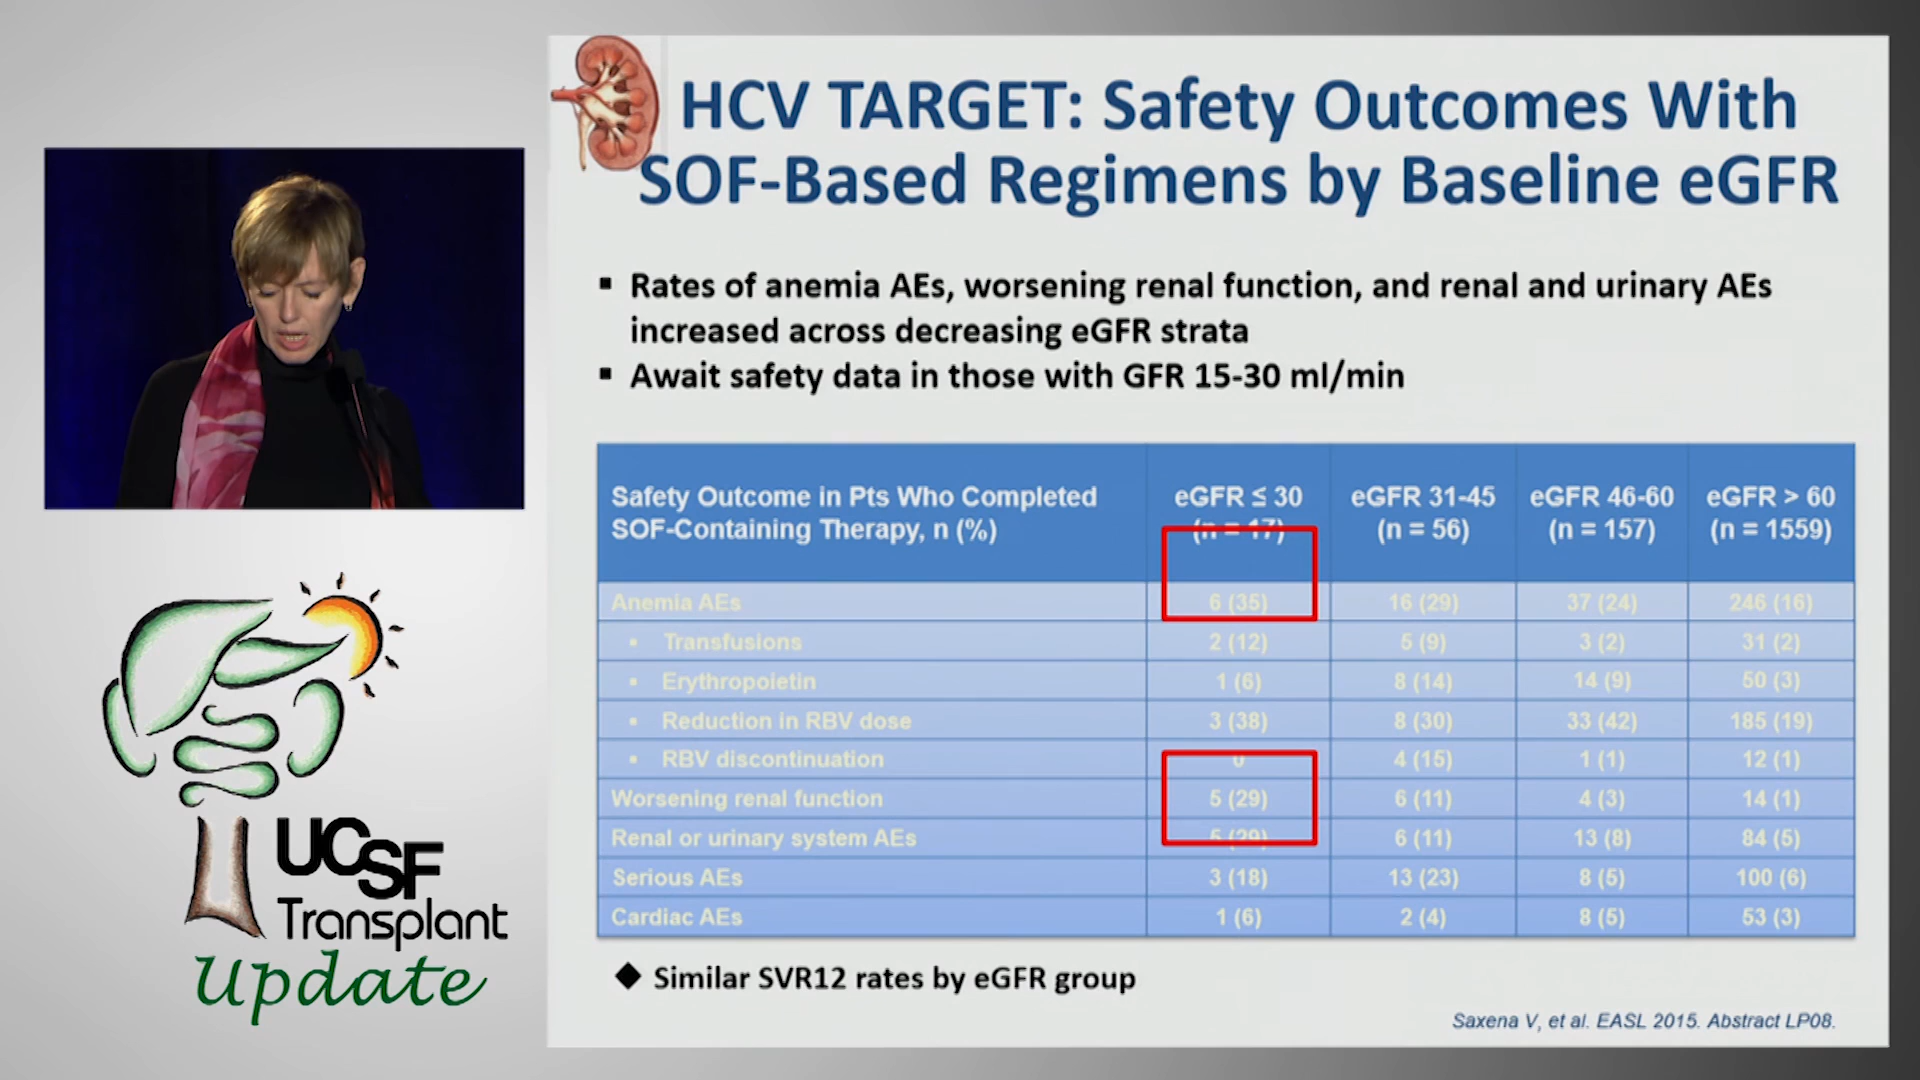 HCV TARGET: Safety Outcomes With
SOF-Based Regimens by Baseline eGFR
▪ Rates of anemia AEs, worsening renal function, and renal and urinary AEs
increased across decreasing eGFR strata
▪ Await safety data in those with GFR 15-30 ml/min
Safety Outcome in Pts Who Completed
SOF-Containing Therapy, n (%)
eGFR ≤ 30
(n = 17)
eGFR 31-45
(n = 56)
eGFR 46-60
(n = 157)
eGFR > 60
(n = 1559)
Anemia AEs 6 (35) 16 (29) 37 (24) 246 (16)
▪ Transfusions 2 (12) 5 (9) 3 (2) 31 (2)
▪ Erythropoietin 1 (6) 8 (14) 14 (9) 50 (3)
▪ Reduction in RBV dose 3 (38) 8 (30) 33 (42) 185 (19)
▪ RBV discontinuation 0 4 (15) 1 (1) 12 (1)
Worsening renal function 5 (29) 6 (11) 4 (3) 14 (1)
Renal or urinary system AEs 5 (29) 6 (11) 13 (8) 84 (5)
Serious AEs 3 (18) 13 (23) 8 (5) 100 (6)
Cardiac AEs 1 (6) 2 (4) 8 (5) 53 (3)
◆ Similar SVR12 rates by eGFR group
Saxena V, et al. EASL 2015. Abstract LP08.
UCSF
Transplant
Update